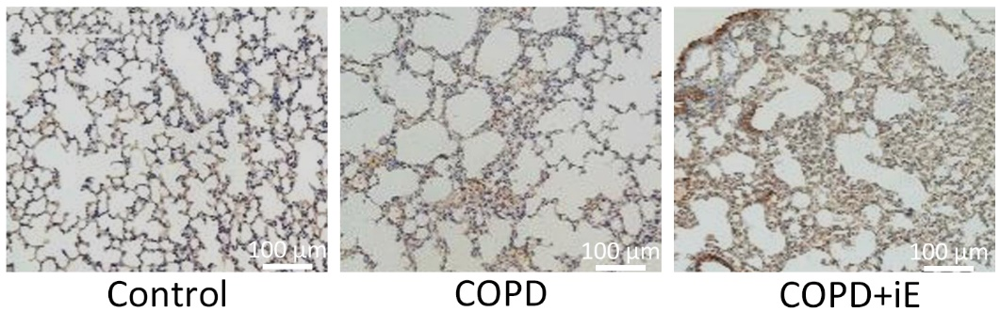 100 µm
100 µm
100 µm
Control
COPD
COPD+iE